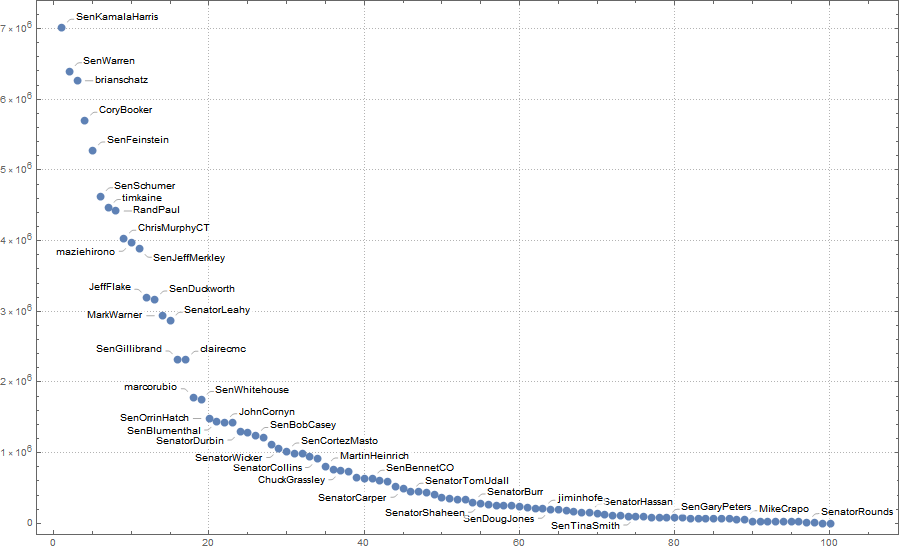 7 × 10⁶
SenKamalaHarris
SenWarren
brianschatz
6 × 10⁶
CoryBooker
SenFeinstein
5 × 10⁶
SenSchumer
timkaine
RandPaul
ChrisMurphyCT
4 × 10⁶
maziehirono
SenJeffMerkley
JeffFlake
SenDuckworth
3 × 10⁶
MarkWarner
SenatorLeahy
SenGillibrand
clairecmc
2 × 10⁶
marcorubio
SenWhitehouse
SenOrrinHatch
JohnCornyn
SenBlumenthal
SenBobCasey
SenatorDurbin
SenCortezMasto
1 × 10⁶
SenatorWicker
MartinHeinrich
SenatorCollins
SenBennetCO
ChuckGrassley
SenatorTomUdall
SenatorCarper
SenatorBurr
jiminhofe
SenatorHassan
SenGaryPeters
MikeCrapo
SenatorRounds
SenatorShaheen
SenDougJones
SenTinaSmith
0
0
20
40
60
80
100